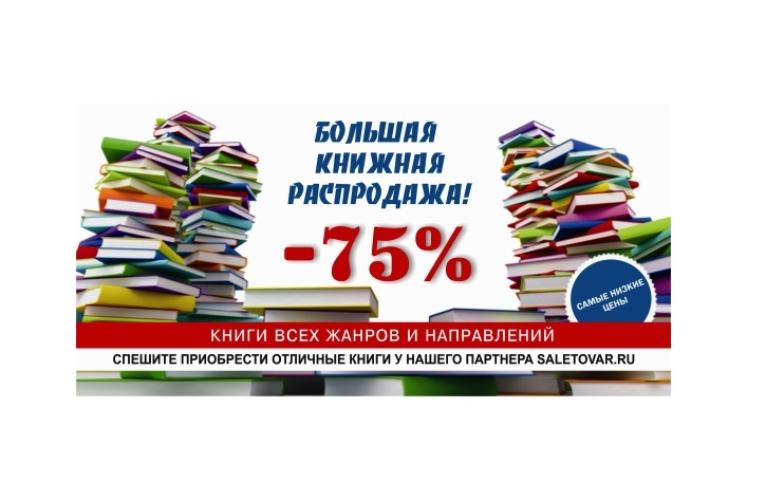 БОЛЬШАЯ
КНИЖНАЯ
РАСПРОДАЖА!
-75%
САМЫЕ НИЗКИЕ
ЦЕНЫ
КНИГИ ВСЕХ ЖАНРОВ И НАПРАВЛЕНИЙ
СПЕШИТЕ ПРИОБРЕСТИ ОТЛИЧНЫЕ КНИГИ У НАШЕГО ПАРТНЕРА SALETOVAR.RU